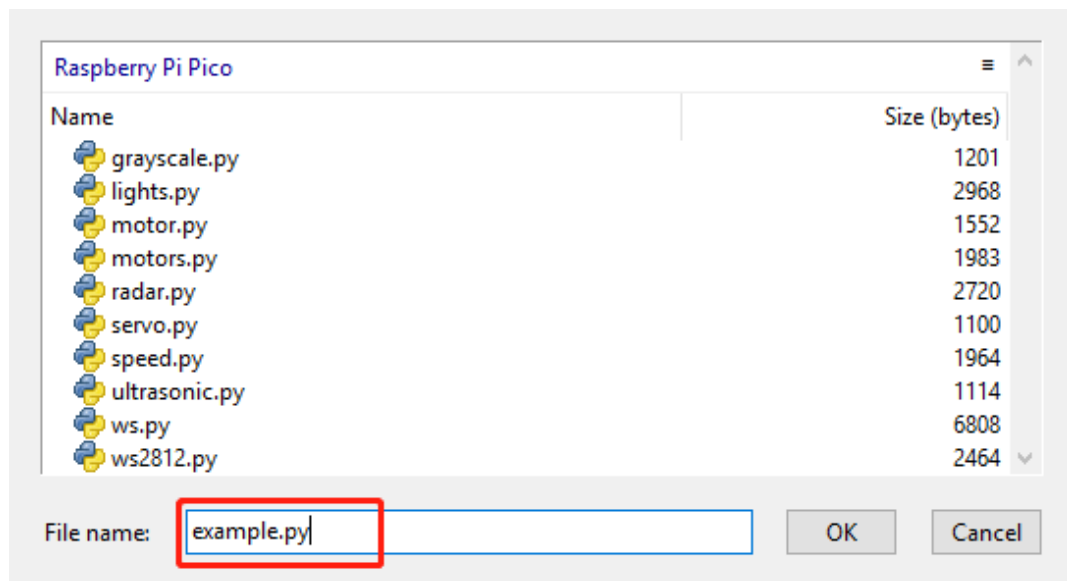 Raspberry Pi Pico
Name Size (bytes)
grayscale.py 1201
lights.py 2968
motor.py 1552
motors.py 1983
radar.py 2720
servo.py 1100
speed.py 1964
ultrasonic.py 1114
ws.py 6808
ws2812.py 2464
File name: example.py OK Cancel